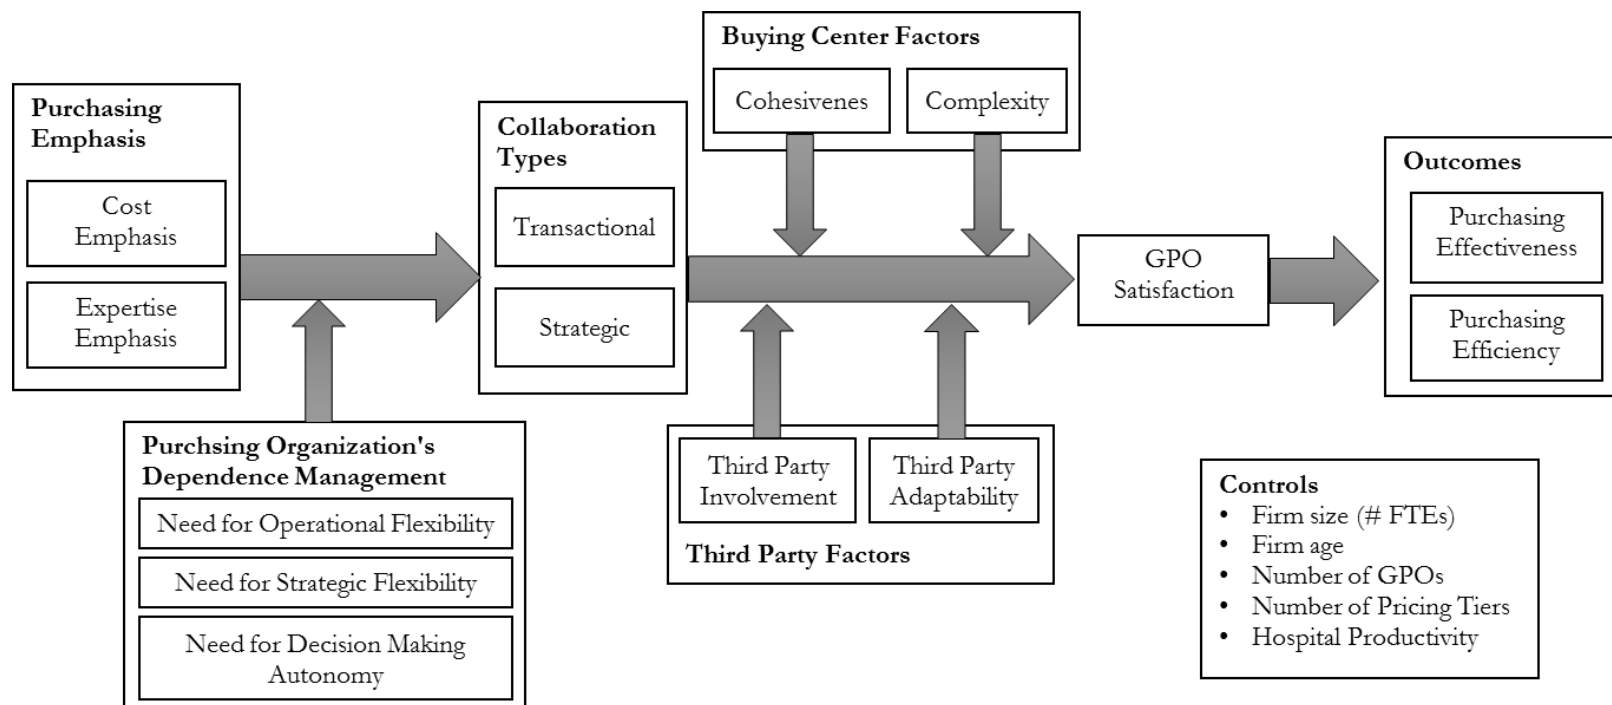 Purchasing
Emphasis
Cost
Emphasis
Expertise
Emphasis
Purchsing Organization's
Dependence Management
Need for Operational Flexibility
Need for Strategic Flexibility
Need for Decision Making
Autonomy
Collaboration
Types
Transactional
Strategic
Buying Center Factors
Cohesivenes
Complexity
Third Party
Involvement
Third Party
Adaptability
Third Party Factors
GPO
Satisfaction
Outcomes
Purchasing
Effectiveness
Purchasing
Efficiency
Controls
• Firm size (# FTEs)
• Firm age
• Number of GPOs
• Number of Pricing Tiers
• Hospital Productivity